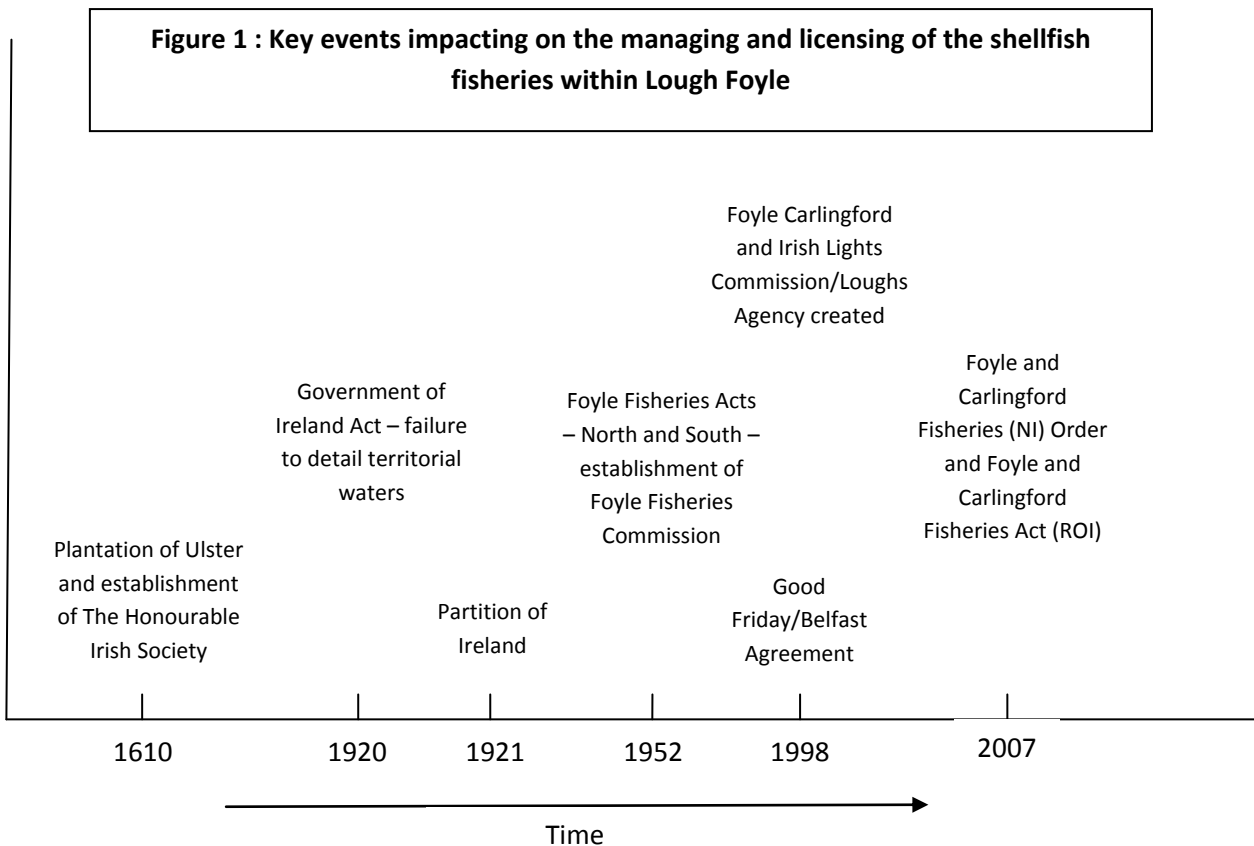 Figure 1 : Key events impacting on the managing and licensing of the shellfish
fisheries within Lough Foyle
Foyle Carlingford
and Irish Lights
Commission/Loughs
Agency created
Foyle and
Carlingford
Fisheries (NI) Order
and Foyle and
Carlingford
Fisheries Act (ROI)
Government of
Ireland Act – failure
to detail territorial
waters
Foyle Fisheries Acts
– North and South –
establishment of
Foyle Fisheries
Commission
Plantation of Ulster
and establishment
of The Honourable
Irish Society
Partition of
Ireland
Good
Friday/Belfast
Agreement
1610
1920
1921
1952
1998
2007
Time